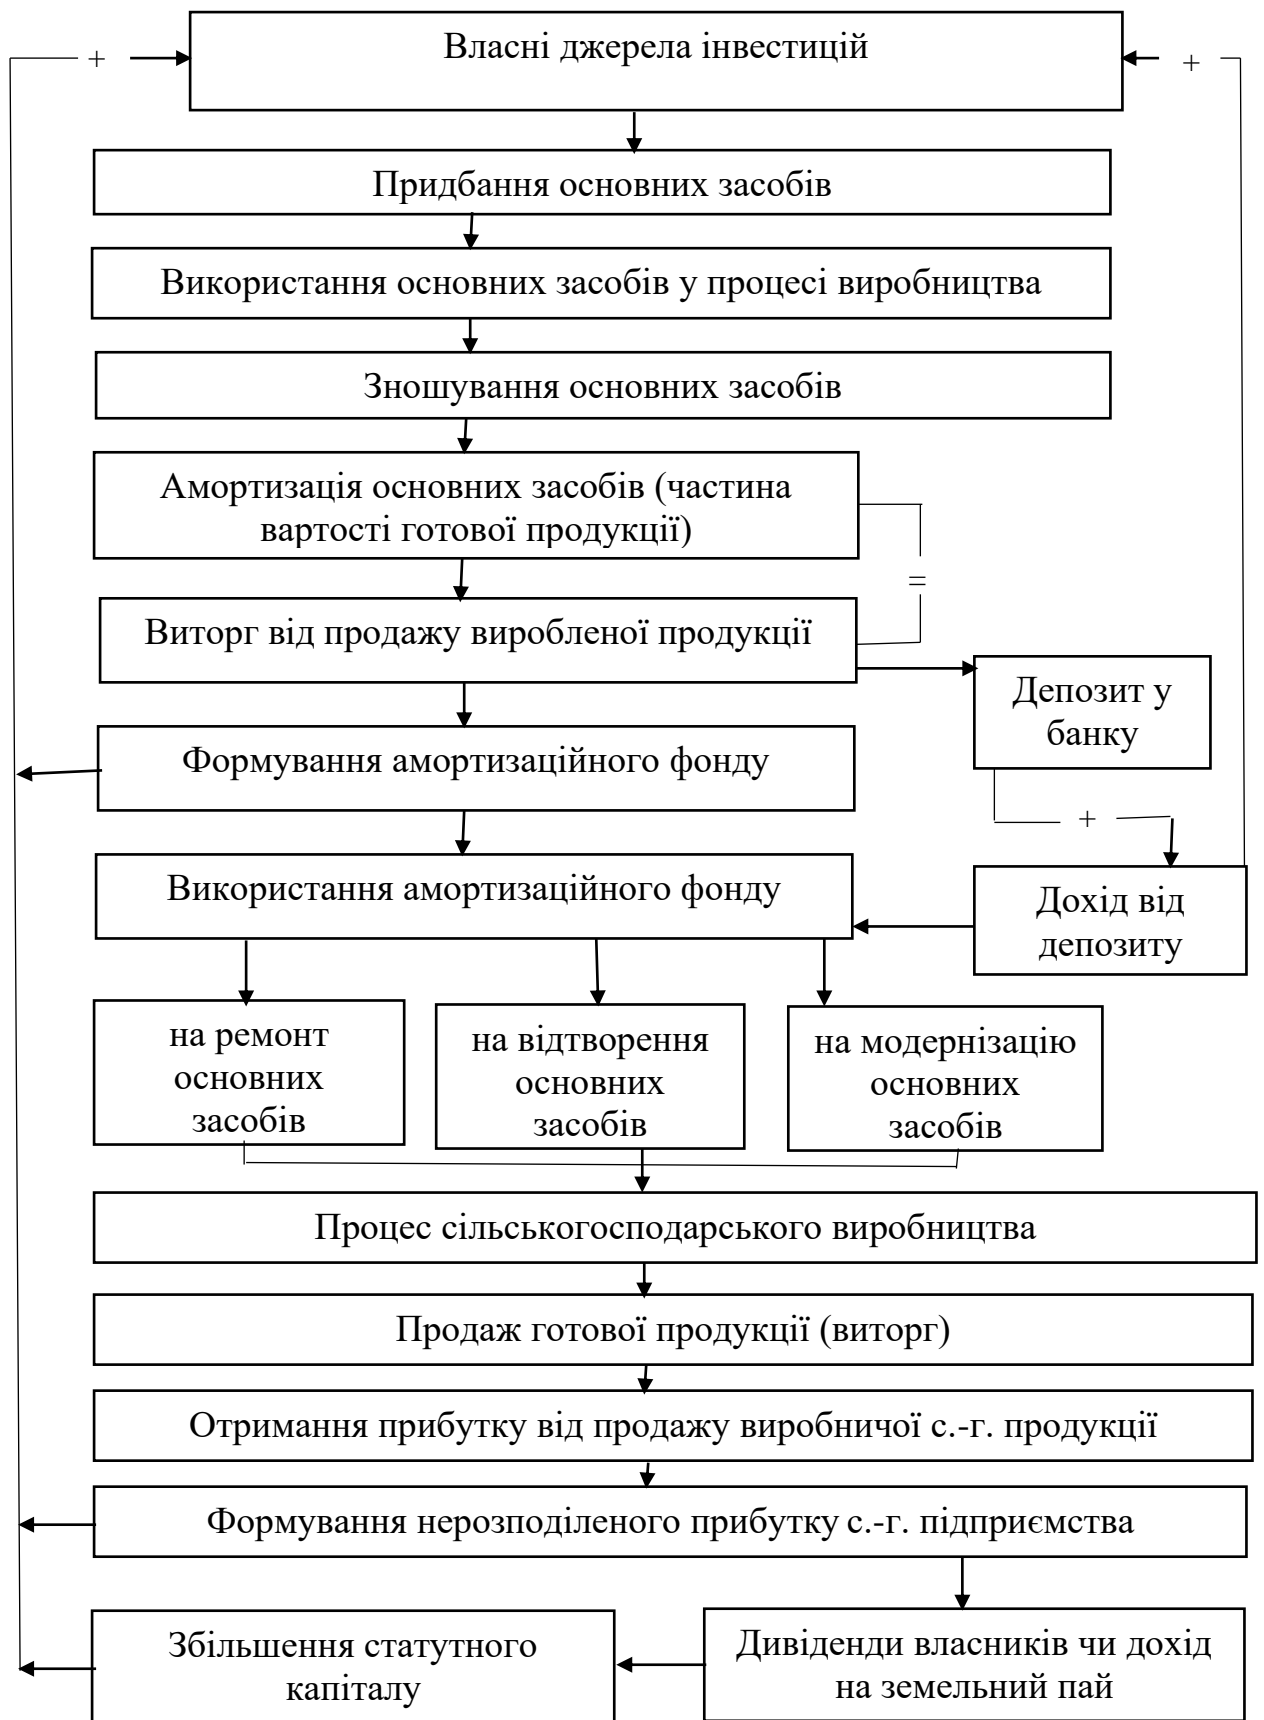 Власні джерела інвестицій
+
+
Придбання основних засобів
Використання основних засобів у процесі виробництва
Зношування основних засобів
Амортизація основних засобів (частина
вартості готової продукції)
=
Виторг від продажу виробленої продукції
Депозит у
банку
Формування амортизаційного фонду
+
Використання амортизаційного фонду
Дохід від
депозиту
на ремонт
основних
засобів
на відтворення
основних
засобів
на модернізацію
основних
засобів
Процес сільськогосподарського виробництва
Продаж готової продукції (виторг)
Отримання прибутку від продажу виробничої с.-г. продукції
Формування нерозподіленого прибутку с.-г. підприємства
Збільшення статутного
капіталу
Дивіденди власників чи дохід
на земельний пай